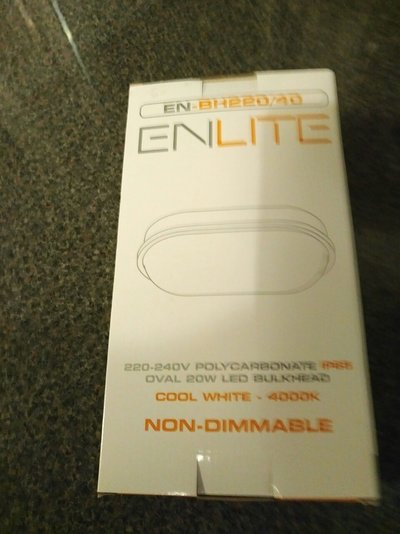 EN-BH220/40
ENLITE
220-240V POLYCARBONATE IP65
OVAL 20W LED BULKHEAD
COOL WHITE - 4000K
NON-DIMMABLE